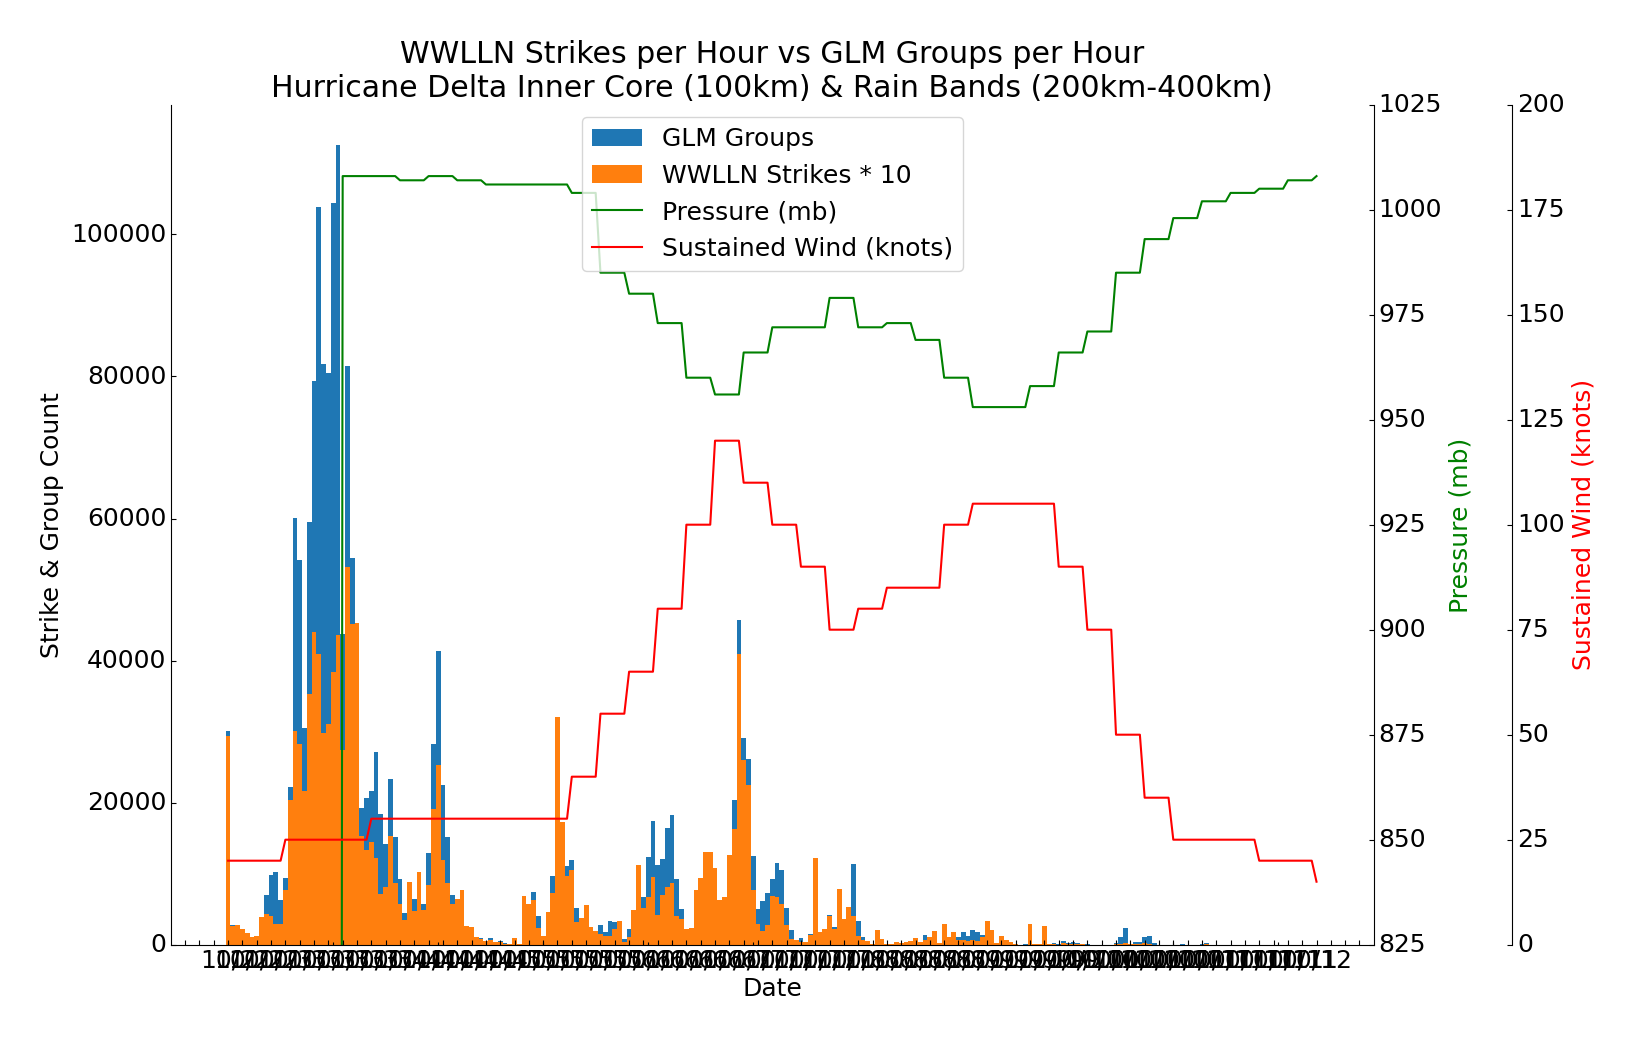 WWLLN Strikes per Hour vs GLM Groups per Hour
Hurricane Delta Inner Core (100km) & Rain Bands (200km-400km)
GLM Groups
WWLLN Strikes * 10
Pressure (mb)
Sustained Wind (knots)
Strike & Group Count
100000
80000
60000
40000
20000
0
1025
1000
975
950
925
900
875
850
825
Pressure (mb)
200
175
150
125
100
75
50
25
0
Sustained Wind (knots)
Date